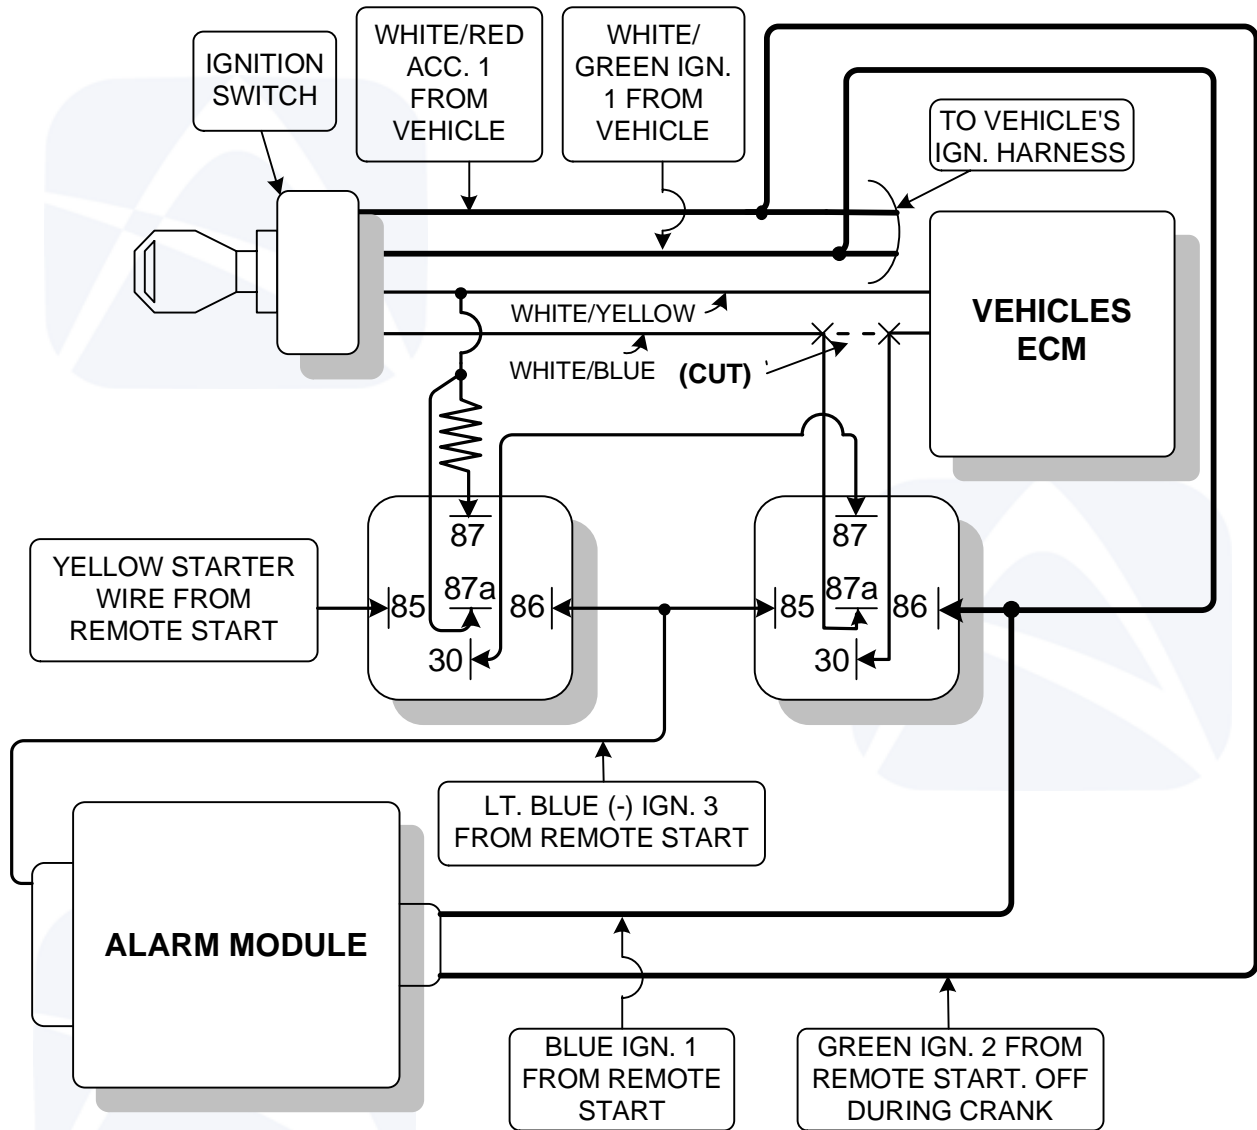 IGNITION
SWITCH
WHITE/RED
ACC. 1
FROM
VEHICLE
WHITE/
GREEN IGN.
1 FROM
VEHICLE
TO VEHICLE'S
IGN. HARNESS
WHITE/YELLOW
WHITE/BLUE
(CUT)
VEHICLES
ECM
87
87a
85
86
30
87
87a
85
86
30
YELLOW STARTER
WIRE FROM
REMOTE START
LT. BLUE (-) IGN. 3
FROM REMOTE START
ALARM MODULE
BLUE IGN. 1
FROM REMOTE
START
GREEN IGN. 2 FROM
REMOTE START. OFF
DURING CRANK